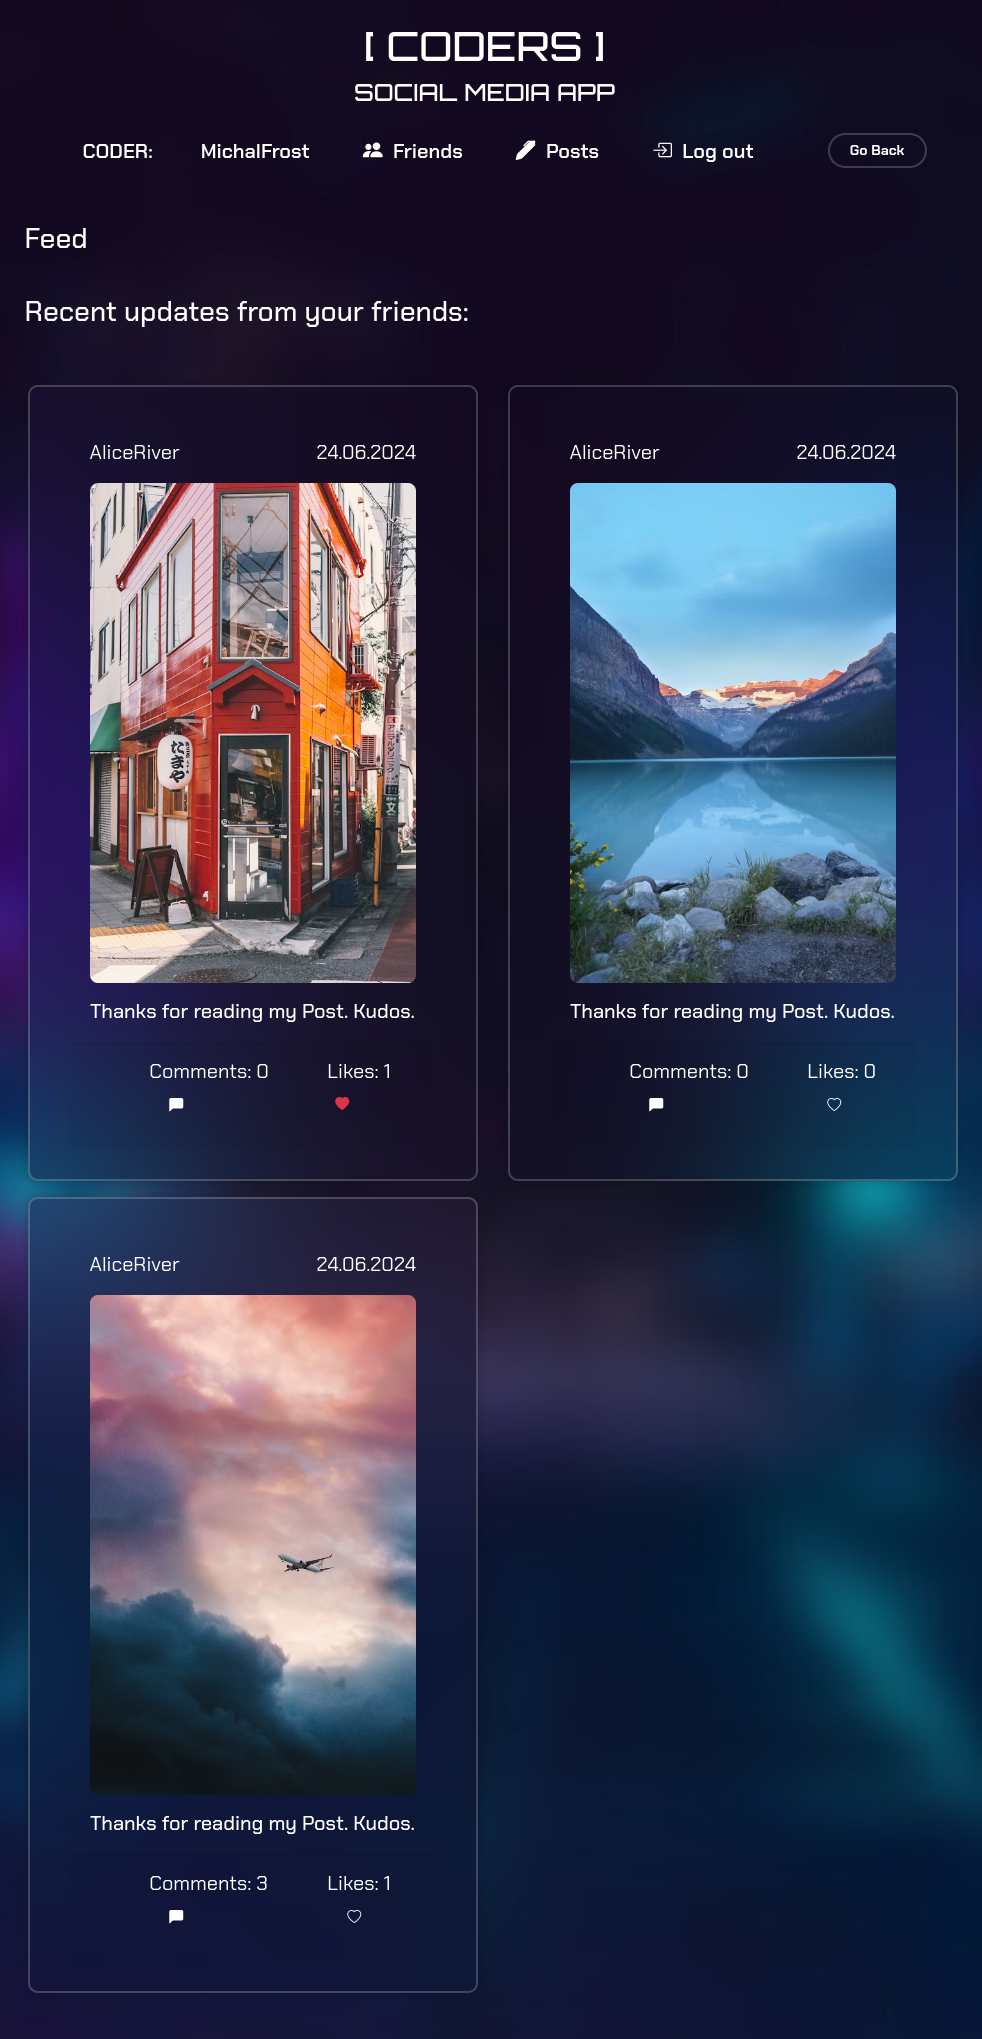 [ CODERS ]
SOCIAL MEDIA APP
CODER: MichalFrost Friends Posts Log out Go Back
Feed
Recent updates from your friends:
AliceRiver 24.06.2024
たまや
Thanks for reading my Post. Kudos.
Comments: 0 Likes: 1
AliceRiver 24.06.2024
Thanks for reading my Post. Kudos.
Comments: 0 Likes: 0
AliceRiver 24.06.2024
Thanks for reading my Post. Kudos.
Comments: 3 Likes: 1